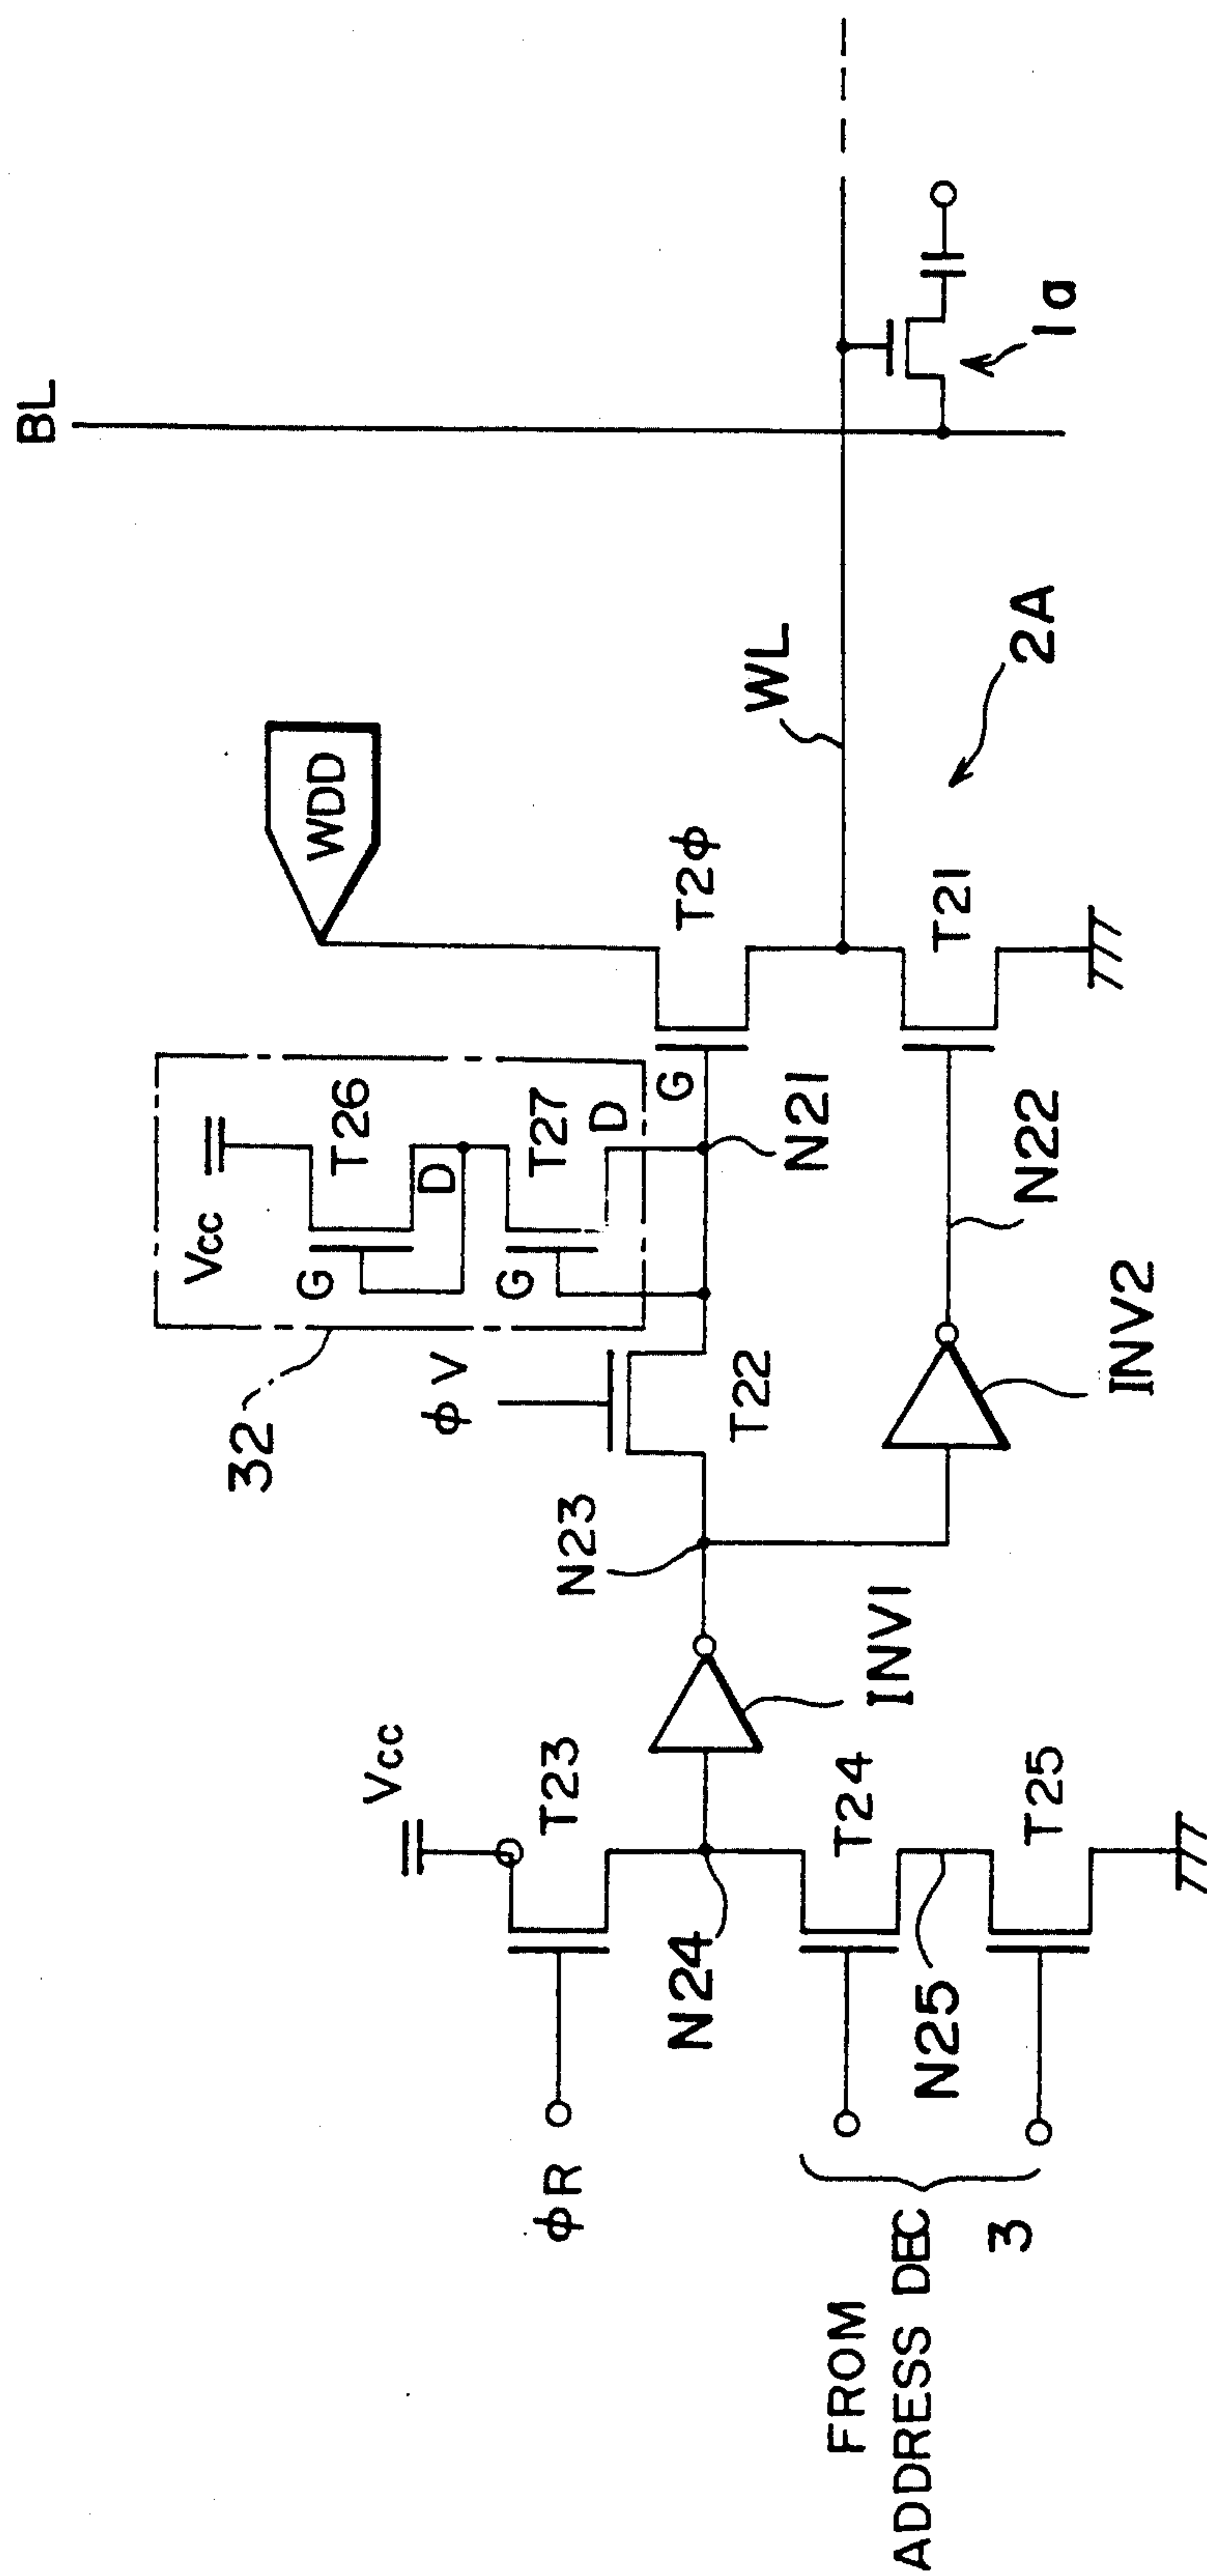 BL
WDD
Vcc
T26
G
D
T27
G
D
32
T2φ
G
WL
φV
N21
T22
1a
Vcc
N23
T21
2A
φR
T23
INV1
N22
N24
INV2
T24
N25
T25
FROM
ADDRESS DEC
3